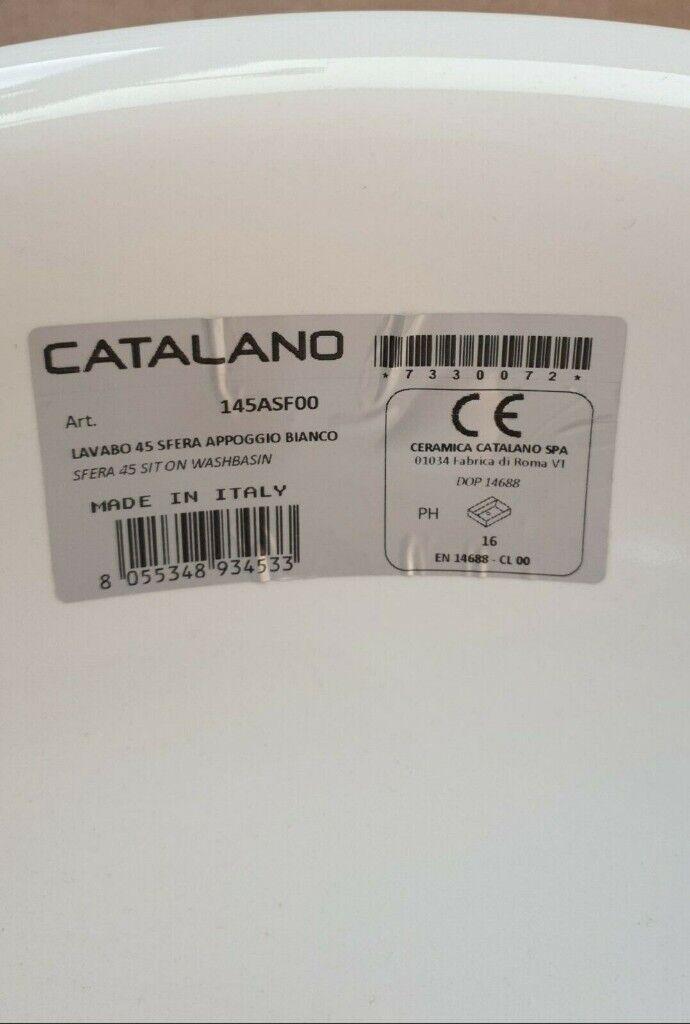 CATALANO
*7330072*
Art. 145ASF00
LAVABO 45 SFERA APPOGGIO BIANCO
SFERA 45 SIT ON WASHBASIN
MADE IN ITALY
8 055348 934533
CE
CERAMICA CATALANO SPA
01034 Fabrica di Roma VT
DOP 14688
PH
16
EN 14688 - CL 00